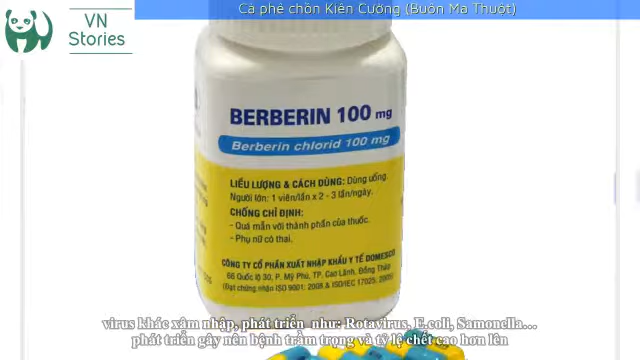 VN
Stories
Cà phê chồn Kiên Cường (Buôn Ma Thuột)
BERBERIN 100 mg
Berberin chlorid 100 mg
LIỀU LƯỢNG & CÁCH DÙNG: Dùng uống.
Người lớn: 1 viên/lần x 2 - 3 lần/ngày.
CHỐNG CHỈ ĐỊNH:
- Quá mẫn với thành phần của thuốc.
- Phụ nữ có thai.
CÔNG TY CỔ PHẦN XUẤT NHẬP KHẨU Y TẾ DOMESCO
66 Quốc lộ 30, P. Mỹ Phú, TP. Cao Lãnh, Đồng Tháp
(Đạt chứng nhận ISO 9001: 2008 & ISO/IEC 17025: 2005)
virus khác xâm nhập, phát triển như: Rotavirus, E.coli, Samonella…
phát triển gây nên bệnh trầm trọng và tỷ lệ chết cao hơn lên